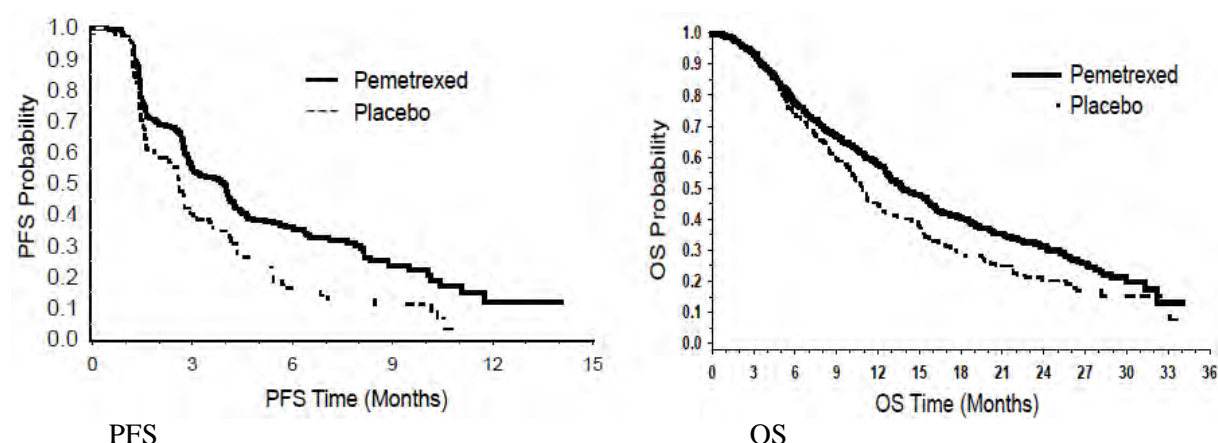 1.0
0.9
0.8
0.7
0.6
0.5
0.4
0.3
0.2
0.1
0.0
PFS Probability
Pemetrexed
Placebo
0 3 6 9 12 15
PFS Time (Months)
PFS
1.0
0.9
0.8
0.7
0.6
0.5
0.4
0.3
0.2
0.1
0.0
OS Probability
Pemetrexed
Placebo
0 3 6 9 12 15 18 21 24 27 30 33 36
OS Time (Months)
OS